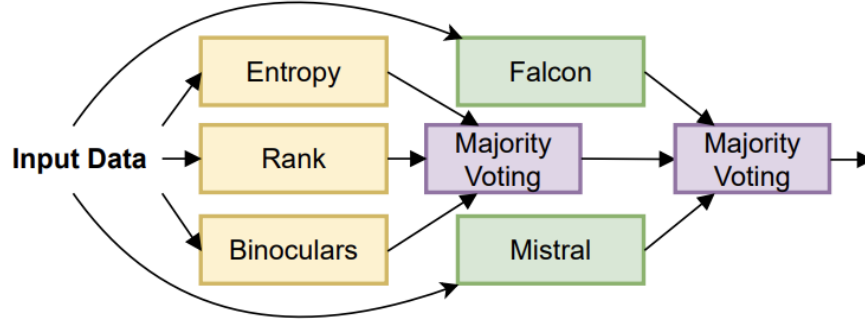 Entropy
Falcon
Input Data
Rank
Majority
Voting
Majority
Voting
Binoculars
Mistral